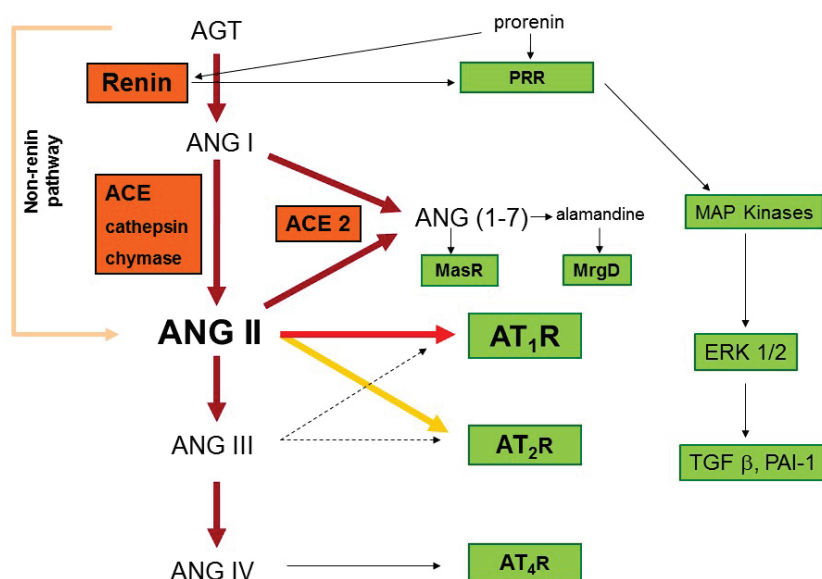 AGT
prorenin
Renin
PRR
Non-renin
pathway
ANG I
ACE
cathepsin
chymase
ACE 2
ANG (1-7)
alamandine
MAP Kinases
MasR
MrgD
ANG II
AT₁R
ERK 1/2
ANG III
AT₂R
TGF β, PAI-1
ANG IV
AT₄R